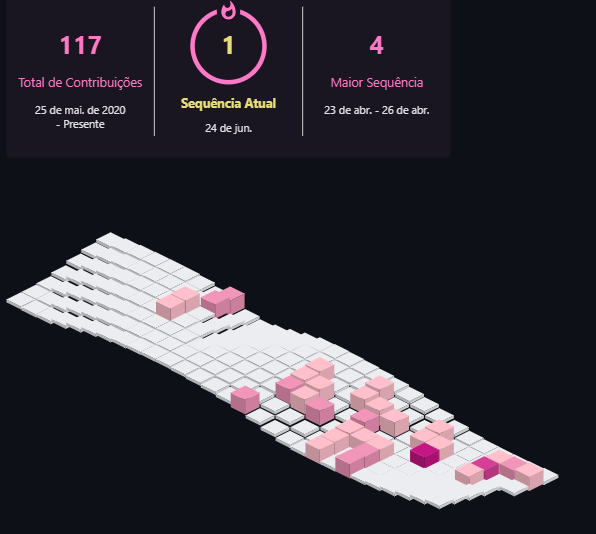 117
Total de Contribuições
25 de mai. de 2020
- Presente
1
Sequência Atual
24 de jun.
4
Maior Sequência
23 de abr. - 26 de abr.